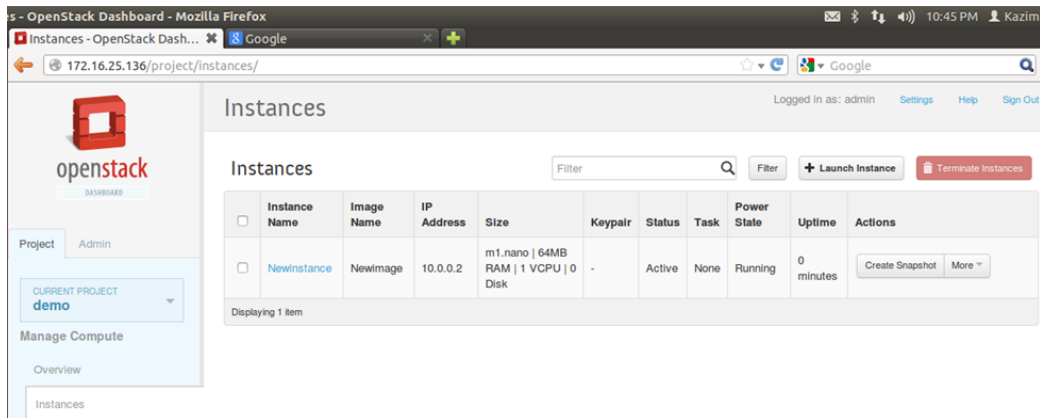 s - OpenStack Dashboard - Mozilla Firefox
10:45 PM Kazim
Instances - OpenStack Dash...
Google
172.16.25.136/project/instances/
Google
openstack
DASHBOARD
Project
Admin
CURRENT PROJECT
demo
Manage Compute
Overview
Instances
Instances
Logged in as: admin
Settings
Help
Sign Out
Instances
Filter
Filter
+ Launch Instance
Terminate Instances
Instance Name
Image Name
IP Address
Size
Keypair
Status
Task
Power State
Uptime
Actions
Newinstance
Newimage
10.0.0.2
m1.nano | 64MB
RAM | 1 VCPU | 0
Disk
-
Active
None
Running
0
minutes
Create Snapshot
More
Displaying 1 item